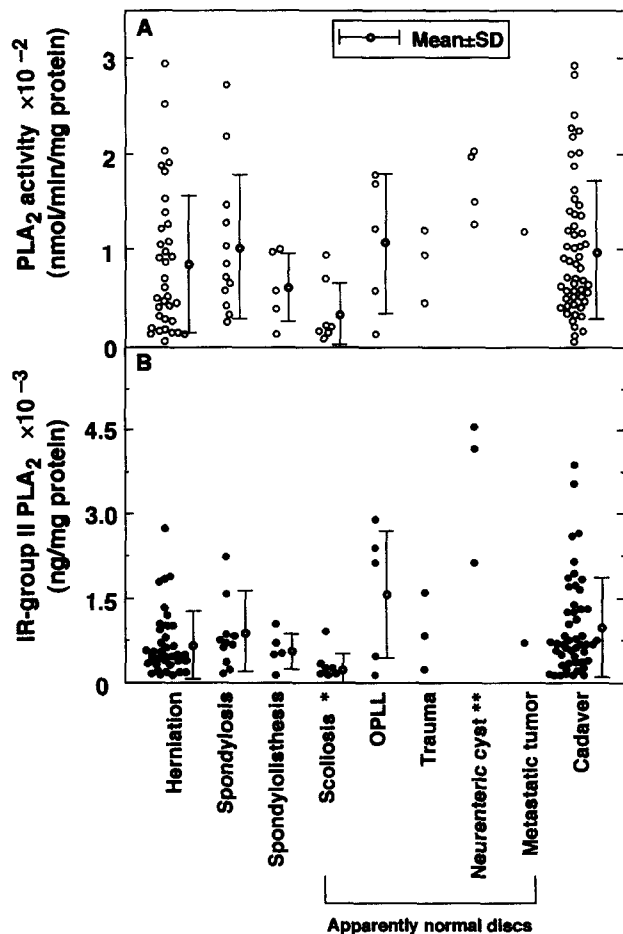 A
Mean±SD
PLA2 activity ×10−2
(nmol/min/mg protein)
3
2
1
0
B
IR-group II PLA2 ×10−3
(ng/mg protein)
4.5
3.0
1.5
0
Herniation
Spondylosis
Spondylolisthesis
Scoliosis *
OPLL
Trauma
Neurenteric cyst **
Metastatic tumor
Cadaver
Apparently normal discs